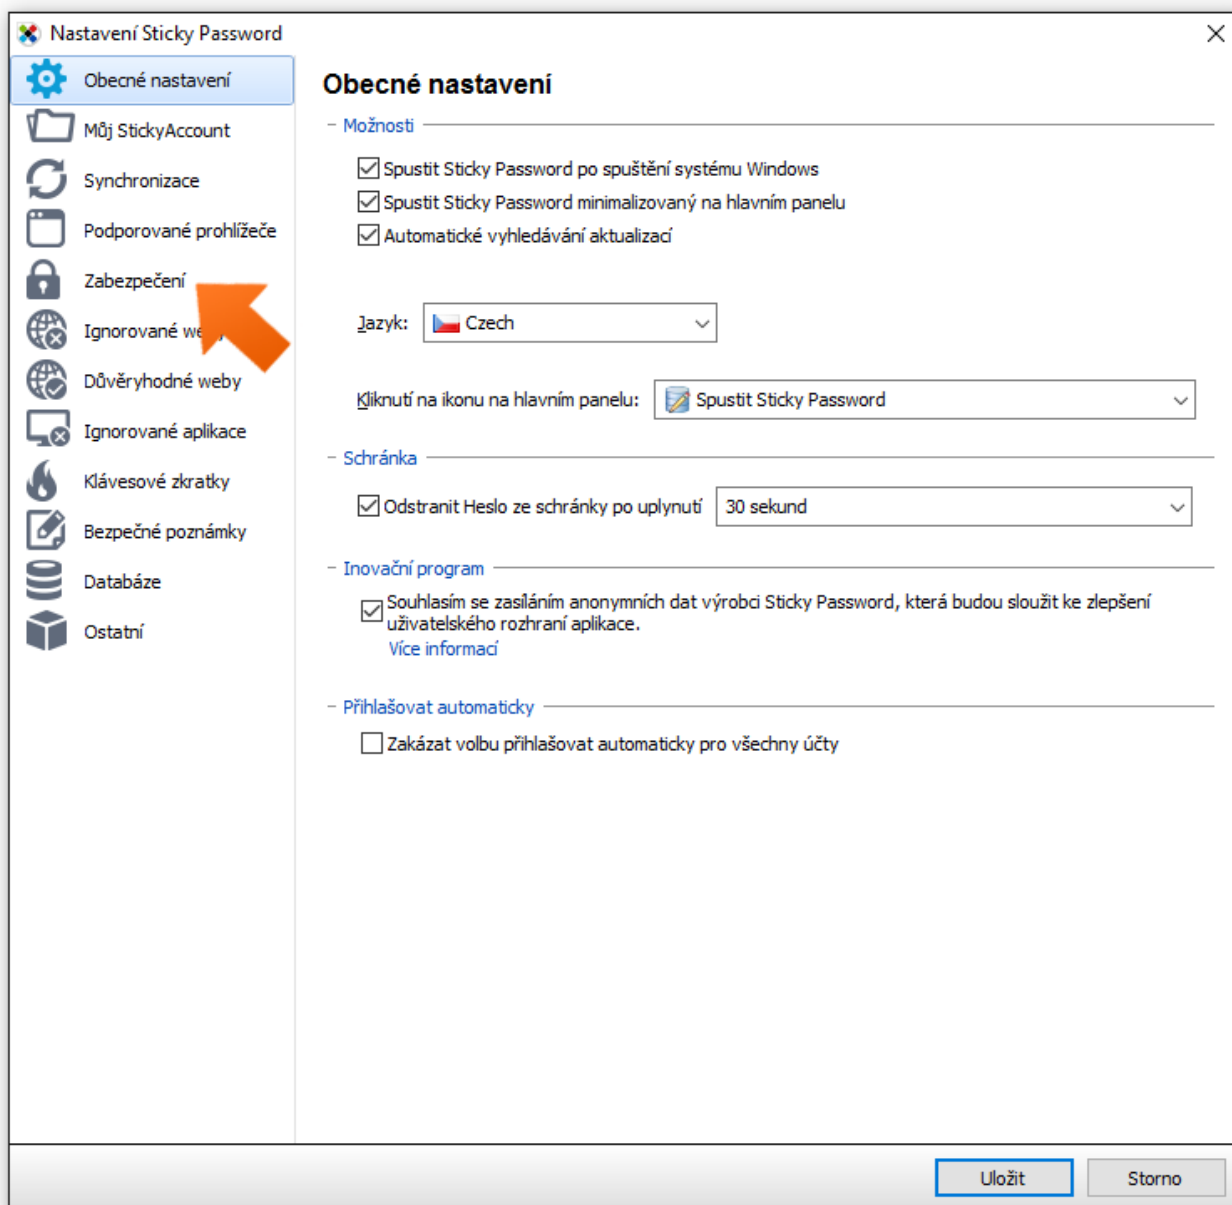 Nastavení Sticky Password
Obecné nastavení
Můj StickyAccount
Synchronizace
Podporované prohlížeče
Zabezpečení
Ignorované
Důvěryhodné weby
Ignorované aplikace
Klávesové zkratky
Bezpečné poznámky
Databáze
Ostatní
Obecné nastavení
Možnosti
Spustit Sticky Password po spuštění systému Windows
Spustit Sticky Password minimalizovaný na hlavním panelu
Automatické vyhledávání aktualizací
Jazyk: Czech
Kliknutí na ikonu na hlavním panelu: Spustit Sticky Password
Schránka
Odstranit Heslo ze schránky po uplynutí 30 sekund
Inovační program
Souhlasím se zasíláním anonymních dat výrobci Sticky Password, která budou sloužit ke zlepšení
uživatelského rozhraní aplikace.
Více informací
Přihlašovat automaticky
Zakázat volbu přihlašovat automaticky pro všechny účty
Uložit Storno